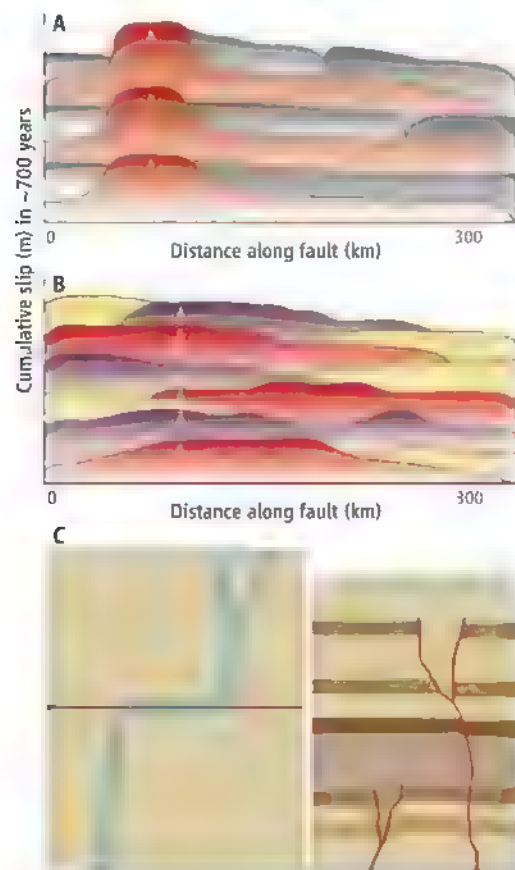 A
Cumulative slip (m) in ~700 years
0 300
Distance along fault (km)
B
0 300
Distance along fault (km)
C